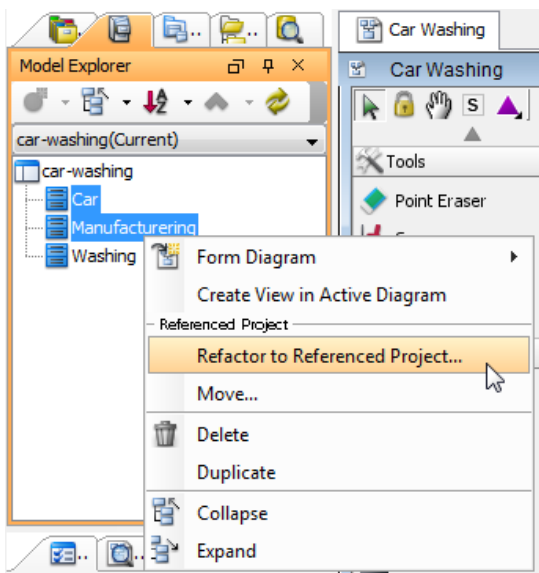 Car Washing
Model Explorer
Car Washing
S
car-washing(Current)
Tools
car-washing
Car
Point Eraser
Manufacturering
Washing
Form Diagram
Create View in Active Diagram
Referenced Project
Refactor to Referenced Project...
Move...
Delete
Duplicate
Collapse
Expand